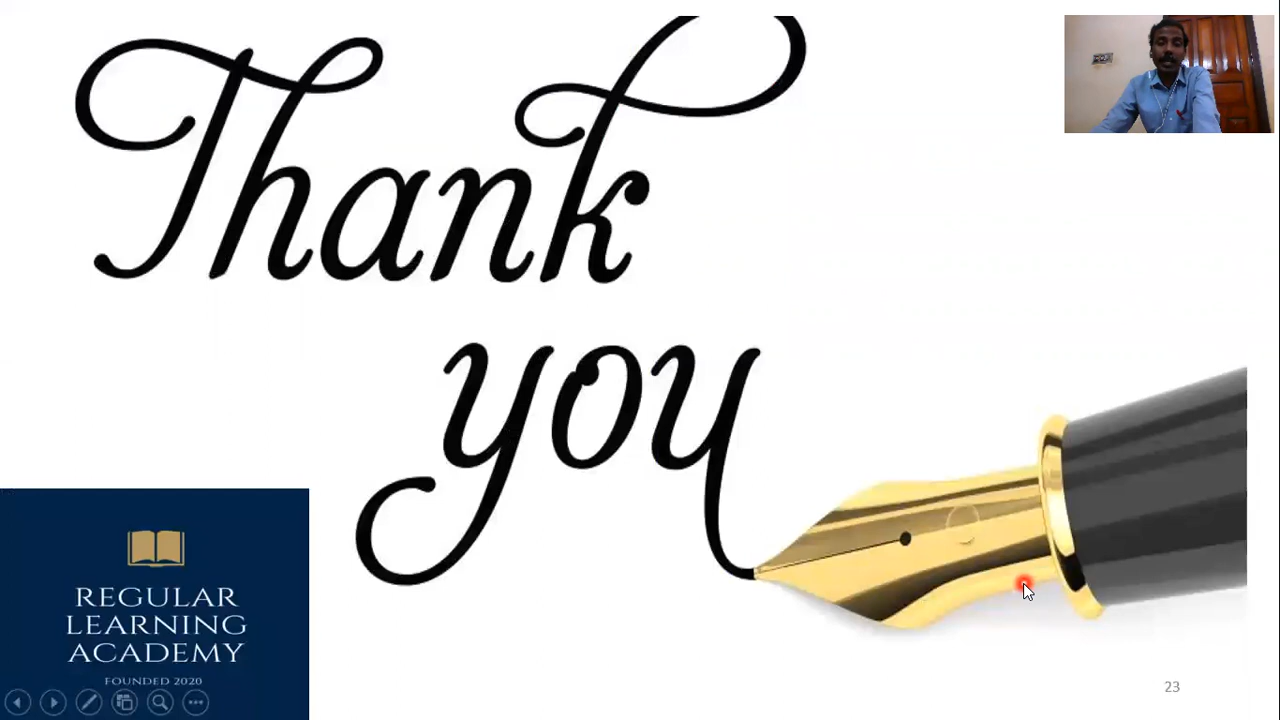 Thank
you
REGULAR
LEARNING
ACADEMY
FOUNDED 2020
23